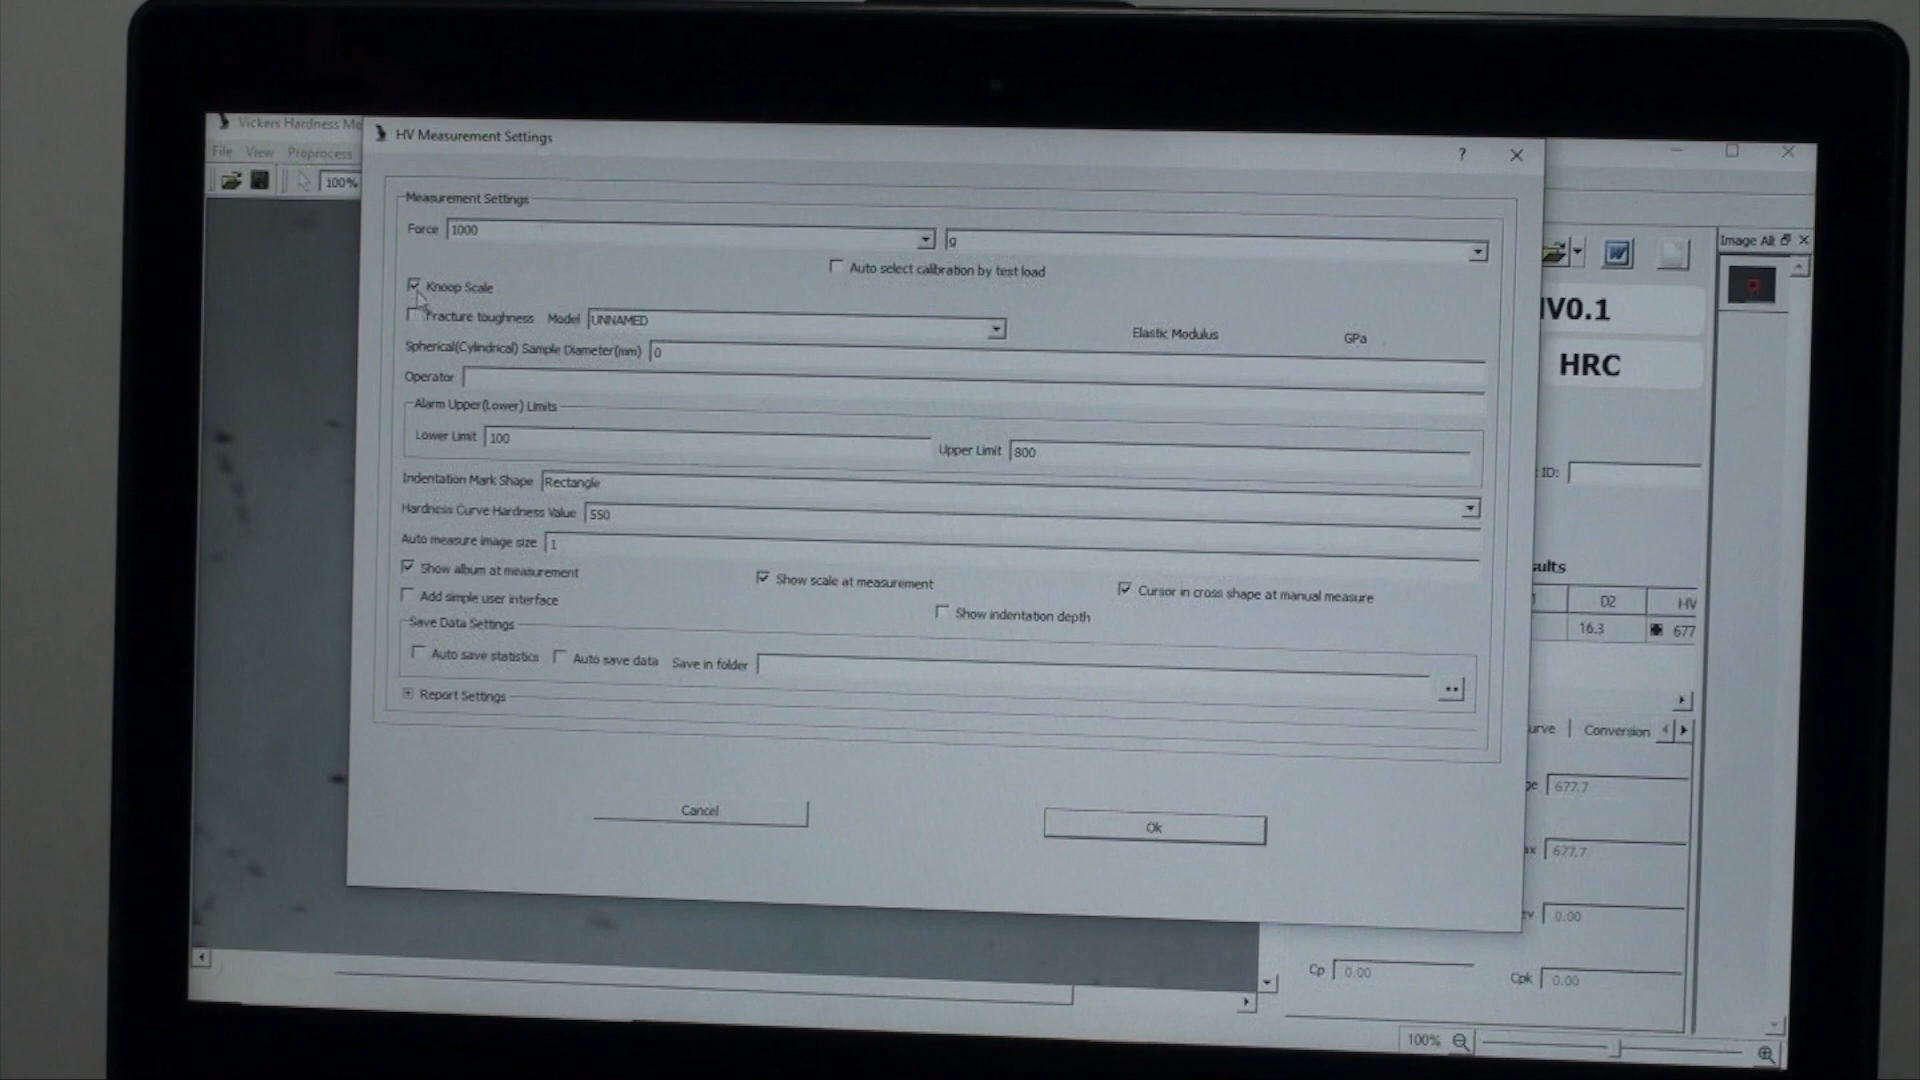 Vickers Hardness Me
HV Measurement Settings
?
File View Preprocess
100%
Measurement Settings
Force 1000 g
Auto select calibration by test load
Knoop Scale
Fracture toughness Model UNNAMED Elastic Modulus GPa
Spherical(Cylindrical) Sample Diameter(mm) 0
Operator
Alarm Upper(Lower) Limits
Lower Limit 100 Upper Limit 800
Indentation Mark Shape Rectangle
Hardness Curve Hardness Value 550
Auto measure image size 1
Show album at measurement Show scale at measurement Cursor in cross shape at manual measure
Add simple user interface Show indentation depth
Save Data Settings
Auto save statistics Auto save data Save in folder ..
Report Settings
Cancel Ok
W
Image Alt
HV0.1
HRC
ID:
sults
D2 HV
16.3 677
urve Conversion
677.7
677.7
0.00
Cp 0.00 Cpk 0.00
100%